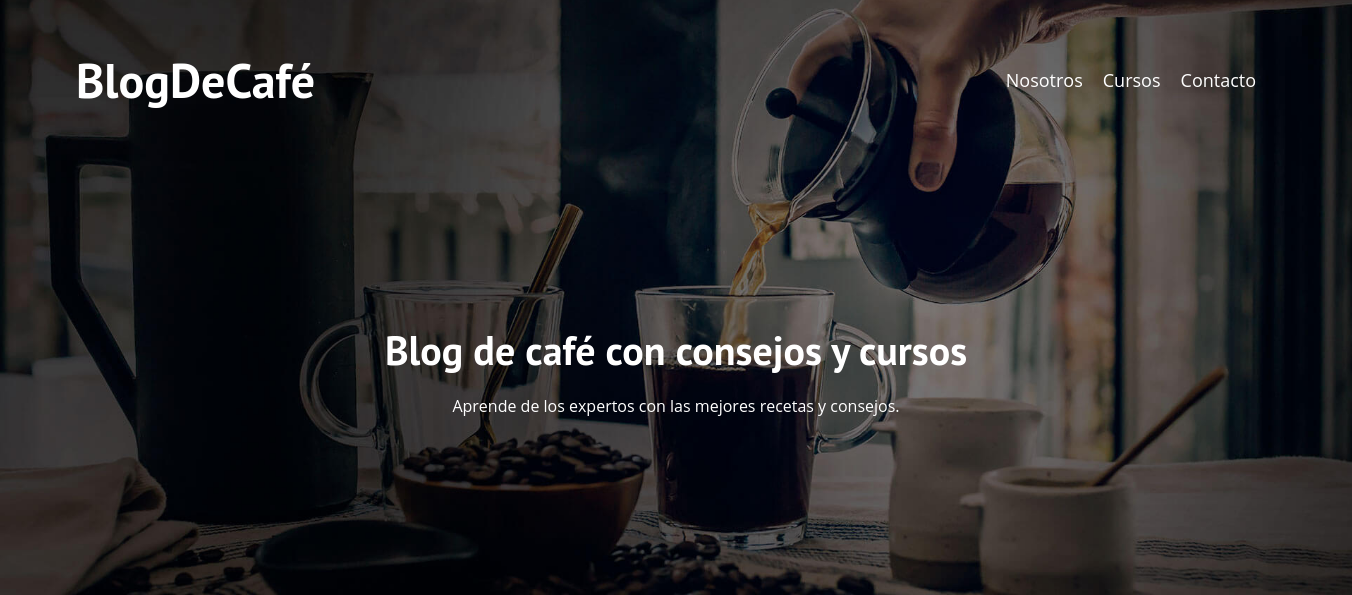 BlogDeCafé
Nosotros Cursos Contacto
Blog de café con consejos y cursos
Aprende de los expertos con las mejores recetas y consejos.